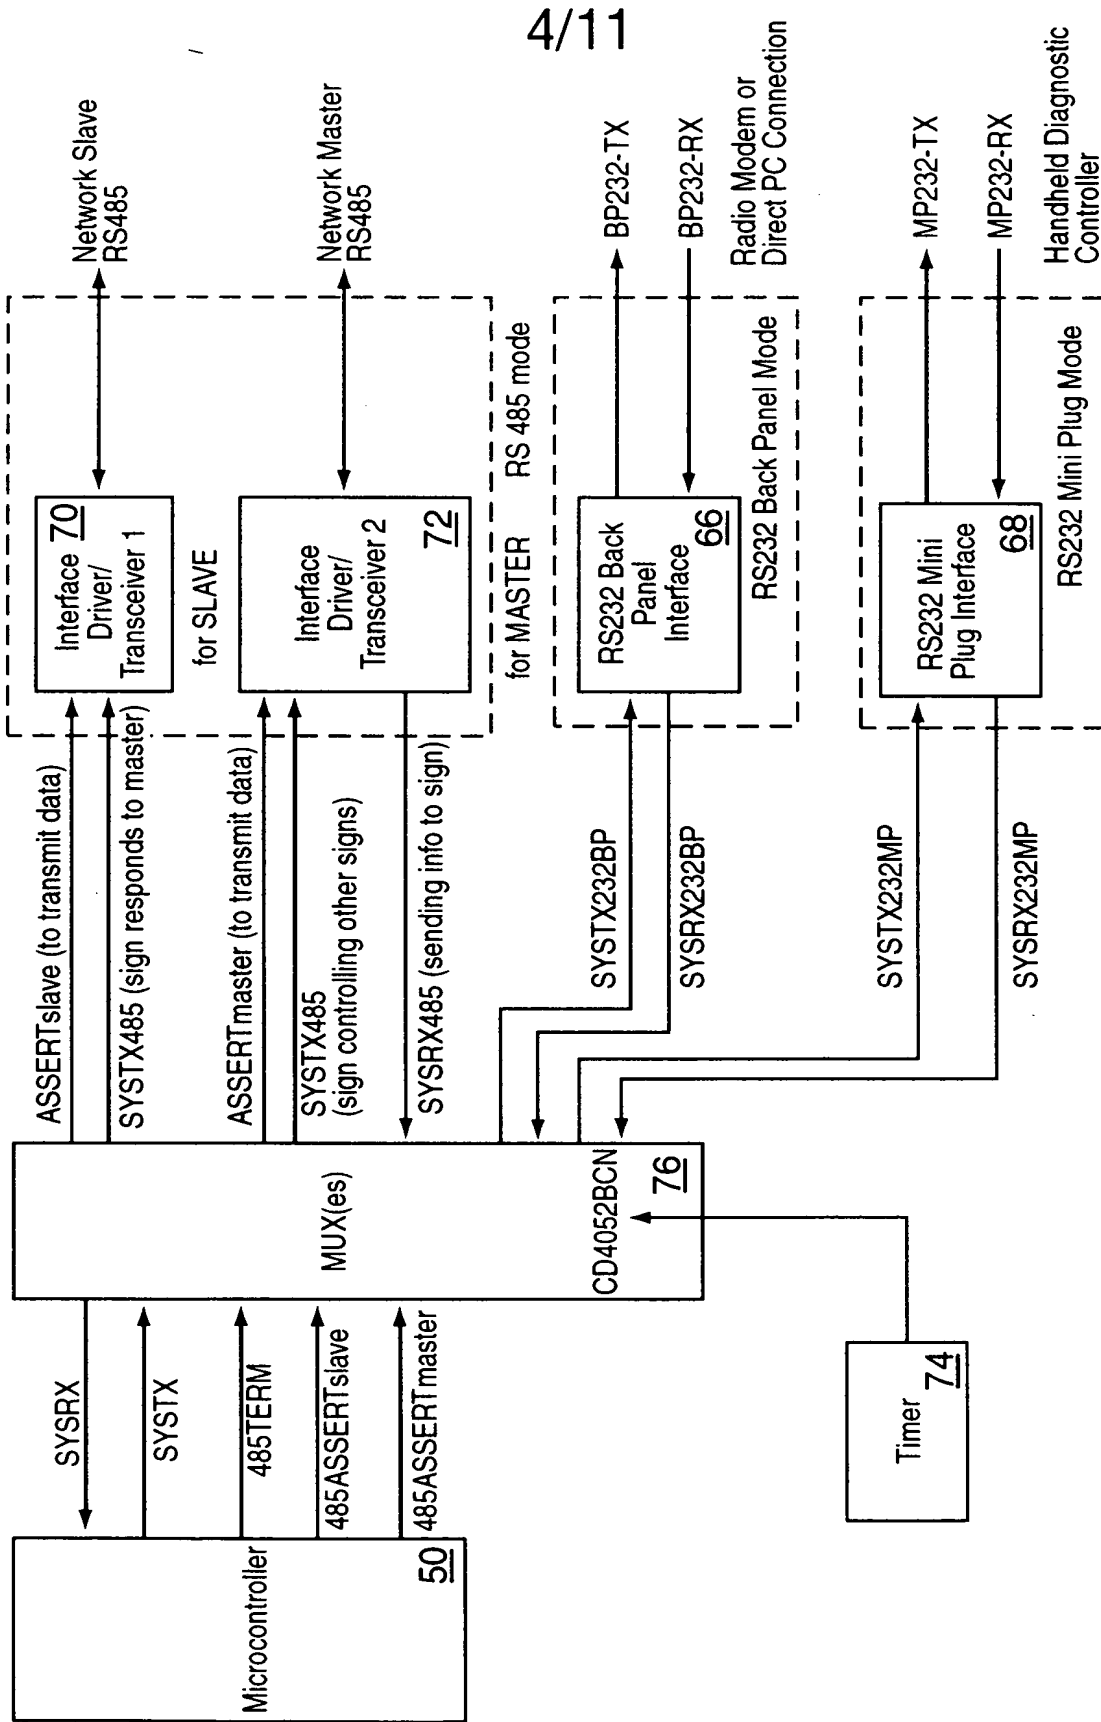 4/11
Microcontroller
50
SYSRX
SYSTX
485TERM
485ASSERTslave
485ASSERTmaster
MUX(es)
CD4052BCN
76
Timer
74
ASSERTslave (to transmit data)
SYSTX485 (sign responds to master)
ASSERTmaster (to transmit data)
SYSTX485
(sign controlling other signs)
SYSRX485 (sending info to sign)
SYSTX232BP
SYSRX232BP
SYSTX232MP
SYSRX232MP
Interface
Driver/
Transceiver 1
70
for SLAVE
Interface
Driver/
Transceiver 2
72
for MASTER
RS 485 mode
RS232 Back
Panel
Interface
66
RS232 Back Panel Mode
RS232 Mini
Plug Interface
68
RS232 Mini Plug Mode
Network Slave
RS485
Network Master
RS485
BP232-TX
BP232-RX
Radio Modem or
Direct PC Connection
MP232-TX
MP232-RX
Handheld Diagnostic
Controller